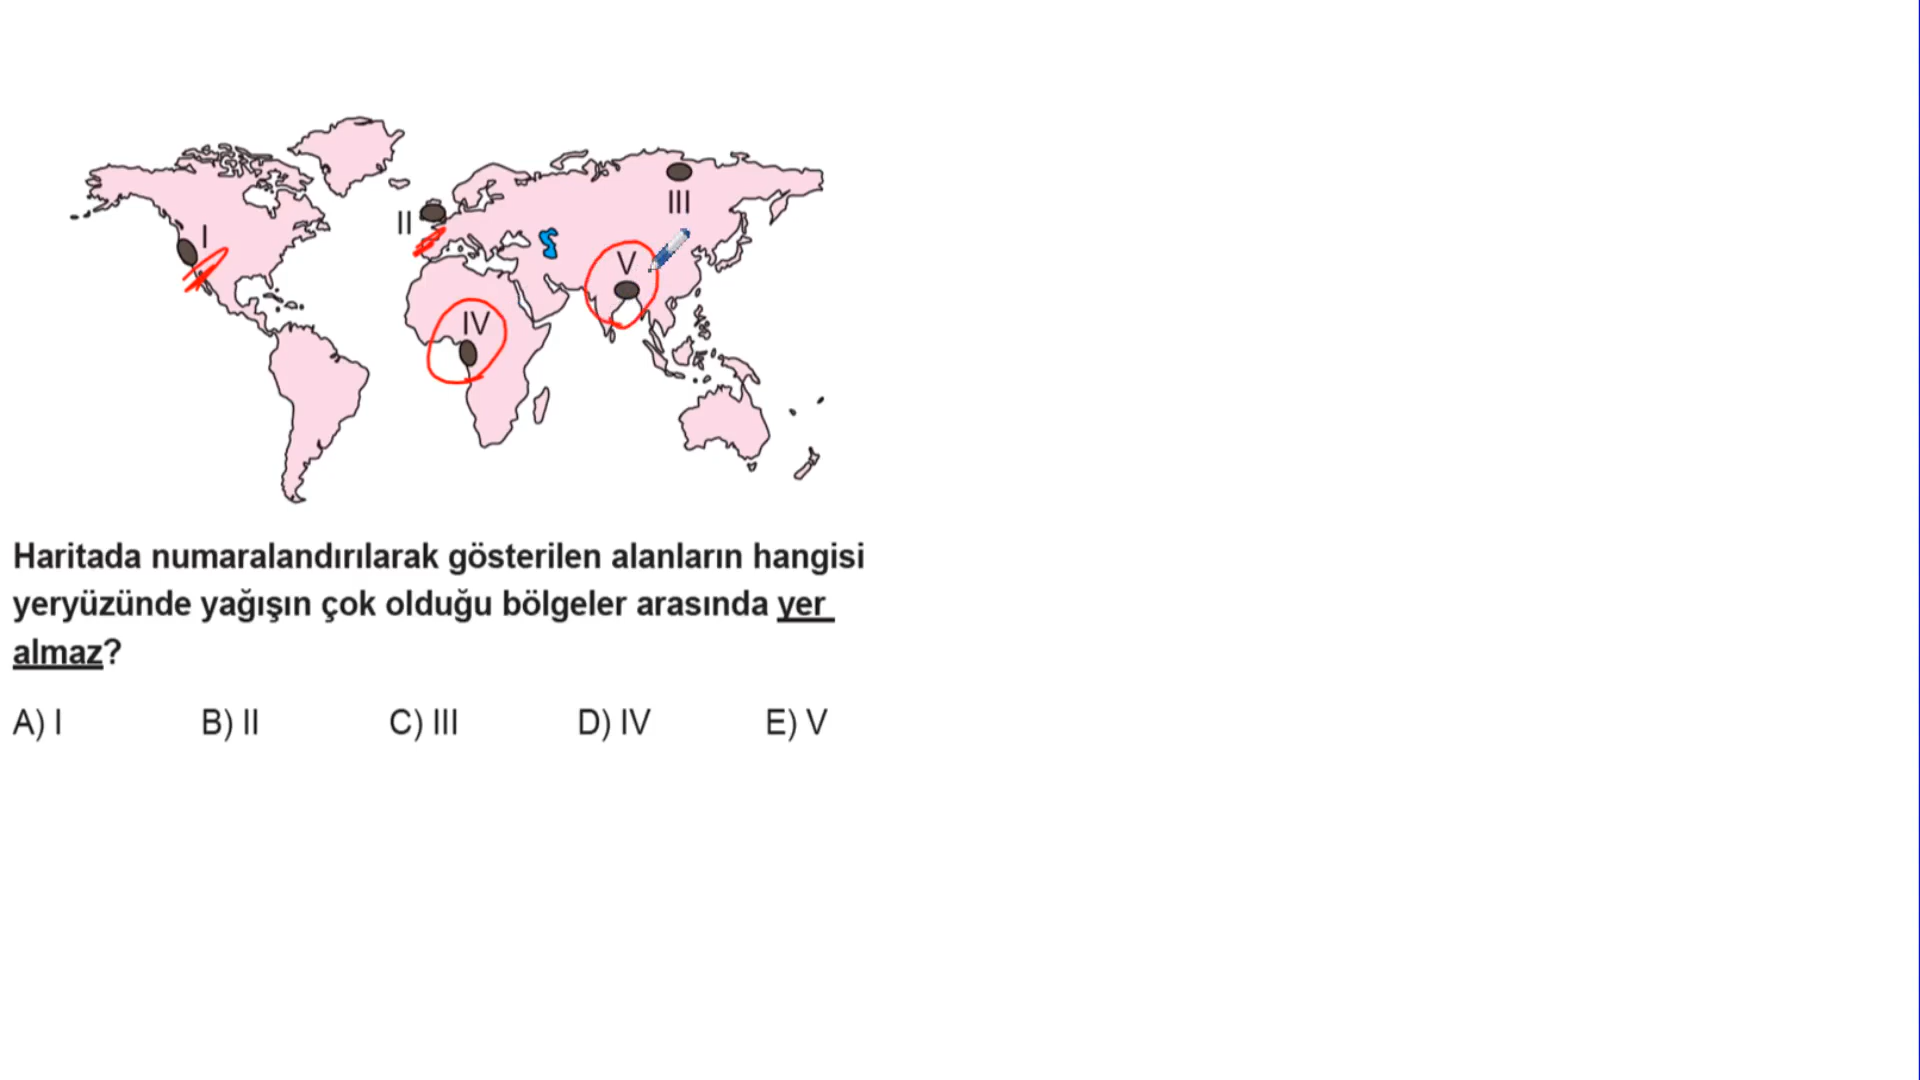 I
II
III
IV
V
Haritada numaralandırılarak gösterilen alanların hangisi
yeryüzünde yağışın çok olduğu bölgeler arasında yer
almaz?
A) I B) II C) III D) IV E) V